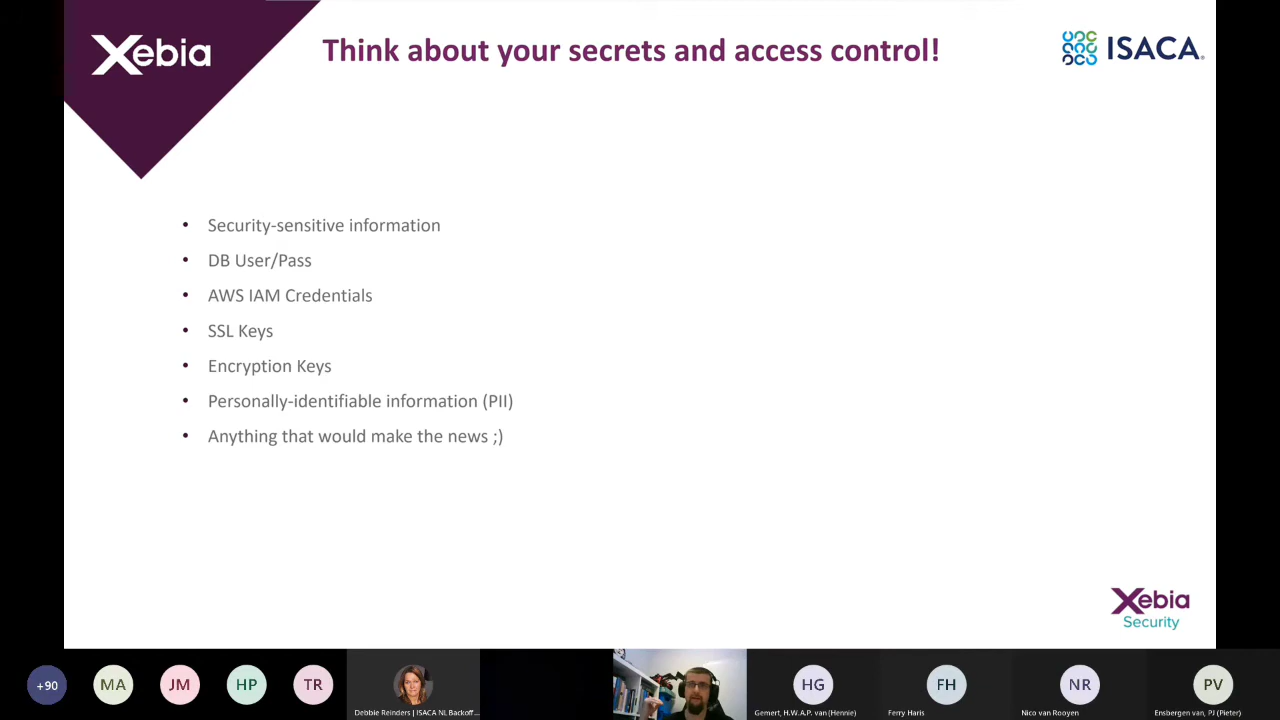 Xebia
Think about your secrets and access control!
ISACA®
• Security-sensitive information
• DB User/Pass
• AWS IAM Credentials
• SSL Keys
• Encryption Keys
• Personally-identifiable information (PII)
• Anything that would make the news ;)
Xebia
Security
+90
MA
JM
HP
TR
HG
FH
NR
PV
Debbie Reinders | ISACA NL Backoff...
Gemert, H.W.A.P. van (Hennie)
Ferry Haris
Nico van Rooyen
Ensbergen van, PJ (Pieter)